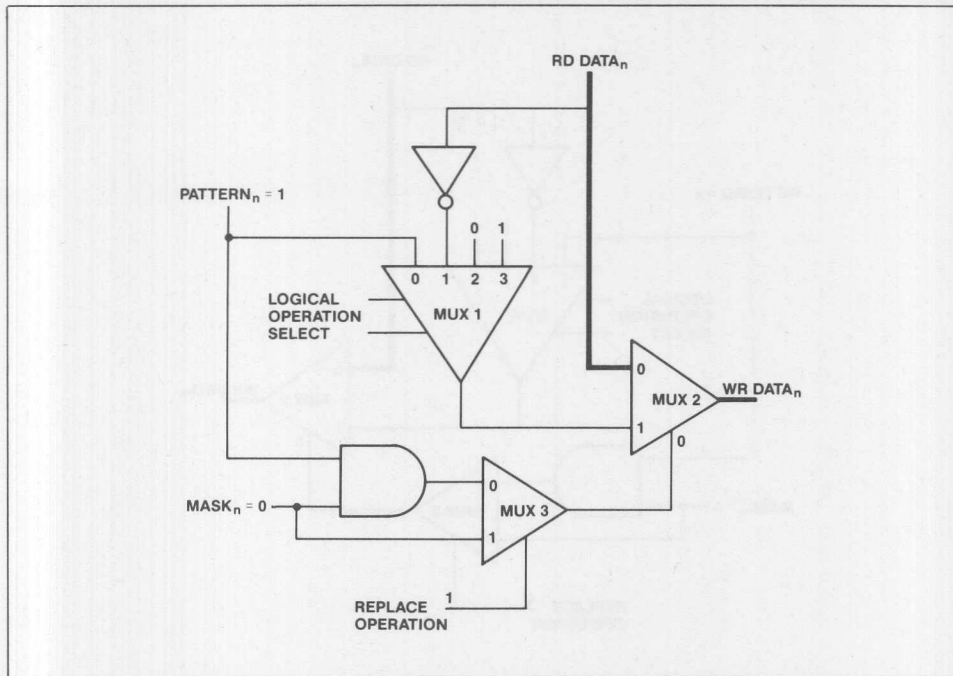 RD DATAn
PATTERNn = 1
0 1
0 1 2 3
LOGICAL
OPERATION
SELECT
MUX 1
0
MUX 2
WR DATAn
1
0
0
MASKn = 0
MUX 3
1
1
REPLACE
OPERATION